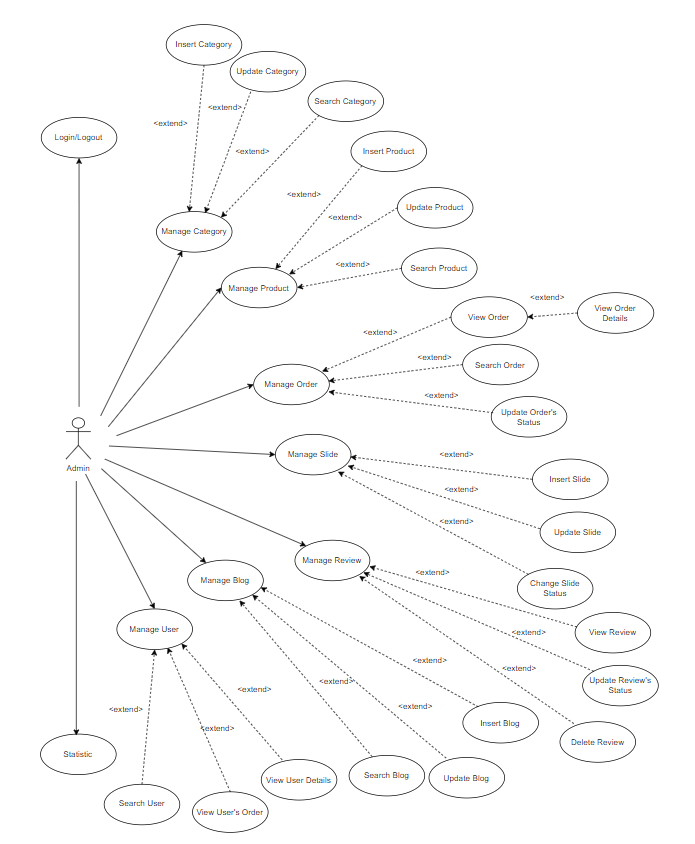 Insert Category
Update Category
Search Category
<extend>
<extend>
<extend>
Login/Logout
Insert Product
<extend>
Update Product
<extend>
Manage Category
<extend>
Search Product
Manage Product
<extend>
View Order
View Order
Details
<extend>
Search Order
<extend>
Manage Order
<extend>
Update Order's
Status
Admin
Manage Slide
<extend>
Insert Slide
<extend>
<extend>
Update Slide
Manage Review
Manage Blog
Change Slide
Status
Manage User
View Review
<extend>
<extend>
<extend>
Update Review's
Status
<extend>
<extend>
<extend>
<extend>
<extend>
Insert Blog
Delete Review
Statistic
View User Details
Search Blog
Update Blog
Search User
View User's Order